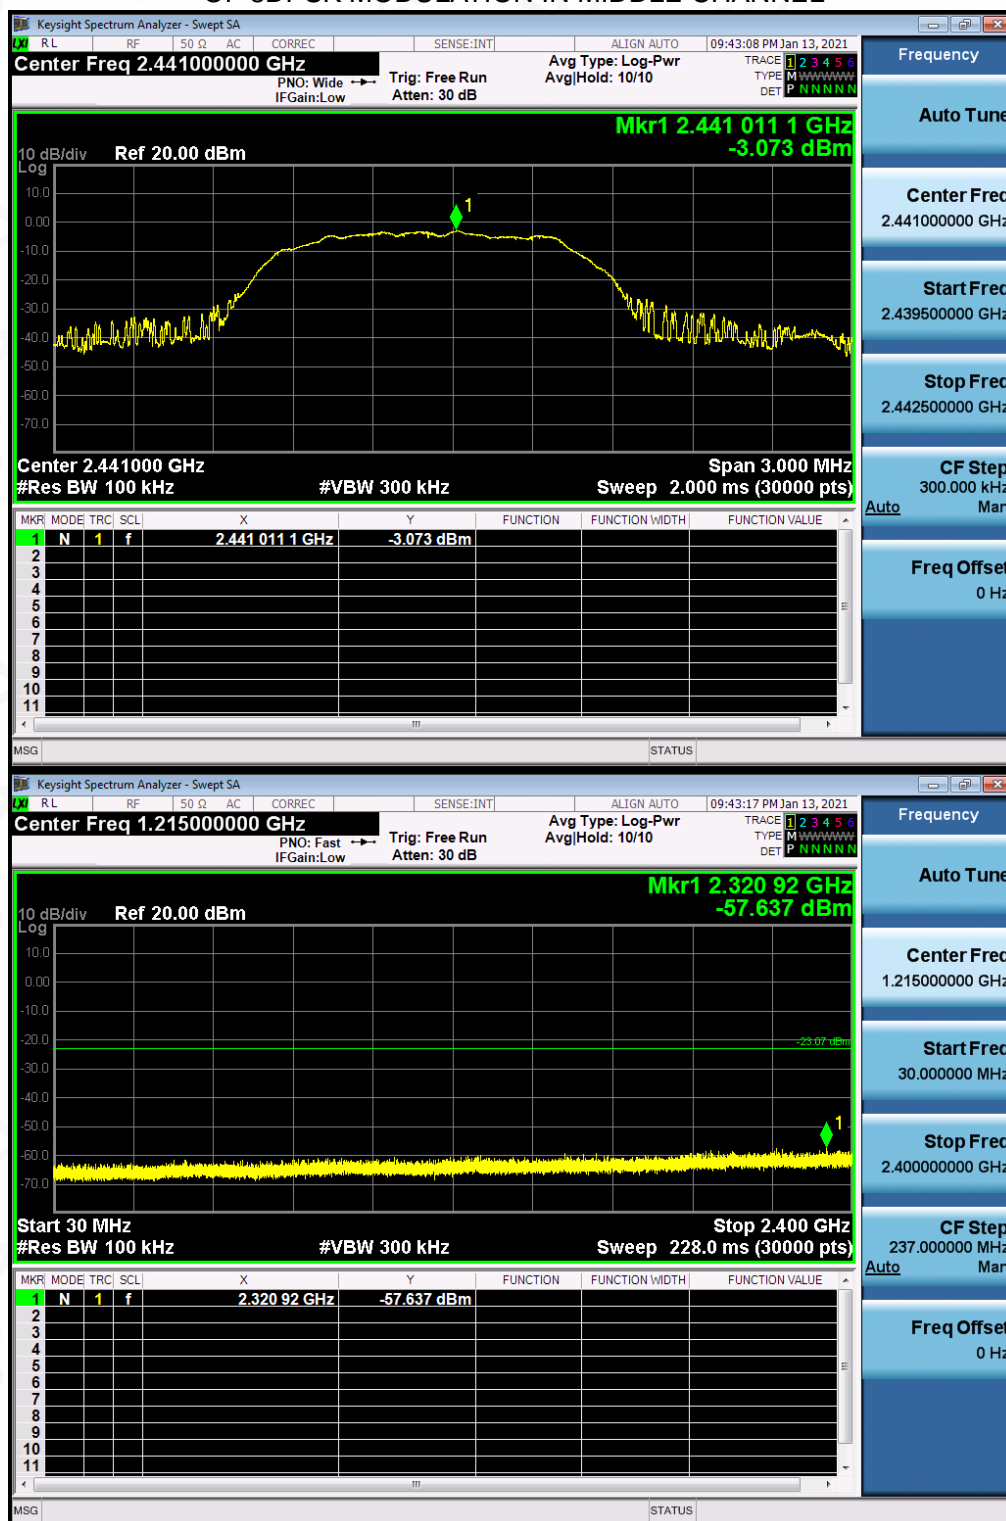 OF 8DPSK MODULATION IN MIDDLE CHANNEL
Keysight Spectrum Analyzer - Swept SA
LXI RL RF 50 Ω AC CORREC SENSE:INT ALIGN AUTO 09:43:08 PM Jan 13, 2021
Center Freq 2.441000000 GHz
PNO: Wide
IFGain:Low
Trig: Free Run
Atten: 30 dB
Avg Type: Log-Pwr
Avg|Hold: 10/10
TRACE 1 2 3 4 5 6
TYPE M WWWWW
DET P N N N N N
Mkr1 2.441 011 1 GHz
-3.073 dBm
10 dB/div Ref 20.00 dBm
Log
10.0
0.00
-10.0
-20.0
-30.0
-40.0
-50.0
-60.0
-70.0
1
Center 2.441000 GHz Span 3.000 MHz
#Res BW 100 kHz #VBW 300 kHz Sweep 2.000 ms (30000 pts)
MKR MODE TRC SCL X Y FUNCTION FUNCTION WIDTH FUNCTION VALUE
1 N 1 f 2.441 011 1 GHz -3.073 dBm
2
3
4
5
6
7
8
9
10
11
MSG STATUS
Frequency
Auto Tune
Center Freq
2.441000000 GHz
Start Freq
2.439500000 GHz
Stop Freq
2.442500000 GHz
CF Step
300.000 kHz
Auto Man
Freq Offset
0 Hz
Keysight Spectrum Analyzer - Swept SA
LXI RL RF 50 Ω AC CORREC SENSE:INT ALIGN AUTO 09:43:17 PM Jan 13, 2021
Center Freq 1.215000000 GHz
PNO: Fast
IFGain:Low
Trig: Free Run
Atten: 30 dB
Avg Type: Log-Pwr
Avg|Hold: 10/10
TRACE 1 2 3 4 5 6
TYPE M WWWWW
DET P N N N N N
Mkr1 2.320 92 GHz
-57.637 dBm
10 dB/div Ref 20.00 dBm
Log
10.0
0.00
-10.0
-20.0
-30.0
-40.0
-50.0
-60.0
-70.0
-23.07 dBm
1
Start 30 MHz Stop 2.400 GHz
#Res BW 100 kHz #VBW 300 kHz Sweep 228.0 ms (30000 pts)
MKR MODE TRC SCL X Y FUNCTION FUNCTION WIDTH FUNCTION VALUE
1 N 1 f 2.320 92 GHz -57.637 dBm
2
3
4
5
6
7
8
9
10
11
MSG STATUS
Frequency
Auto Tune
Center Freq
1.215000000 GHz
Start Freq
30.000000 MHz
Stop Freq
2.400000000 GHz
CF Step
237.000000 MHz
Auto Man
Freq Offset
0 Hz